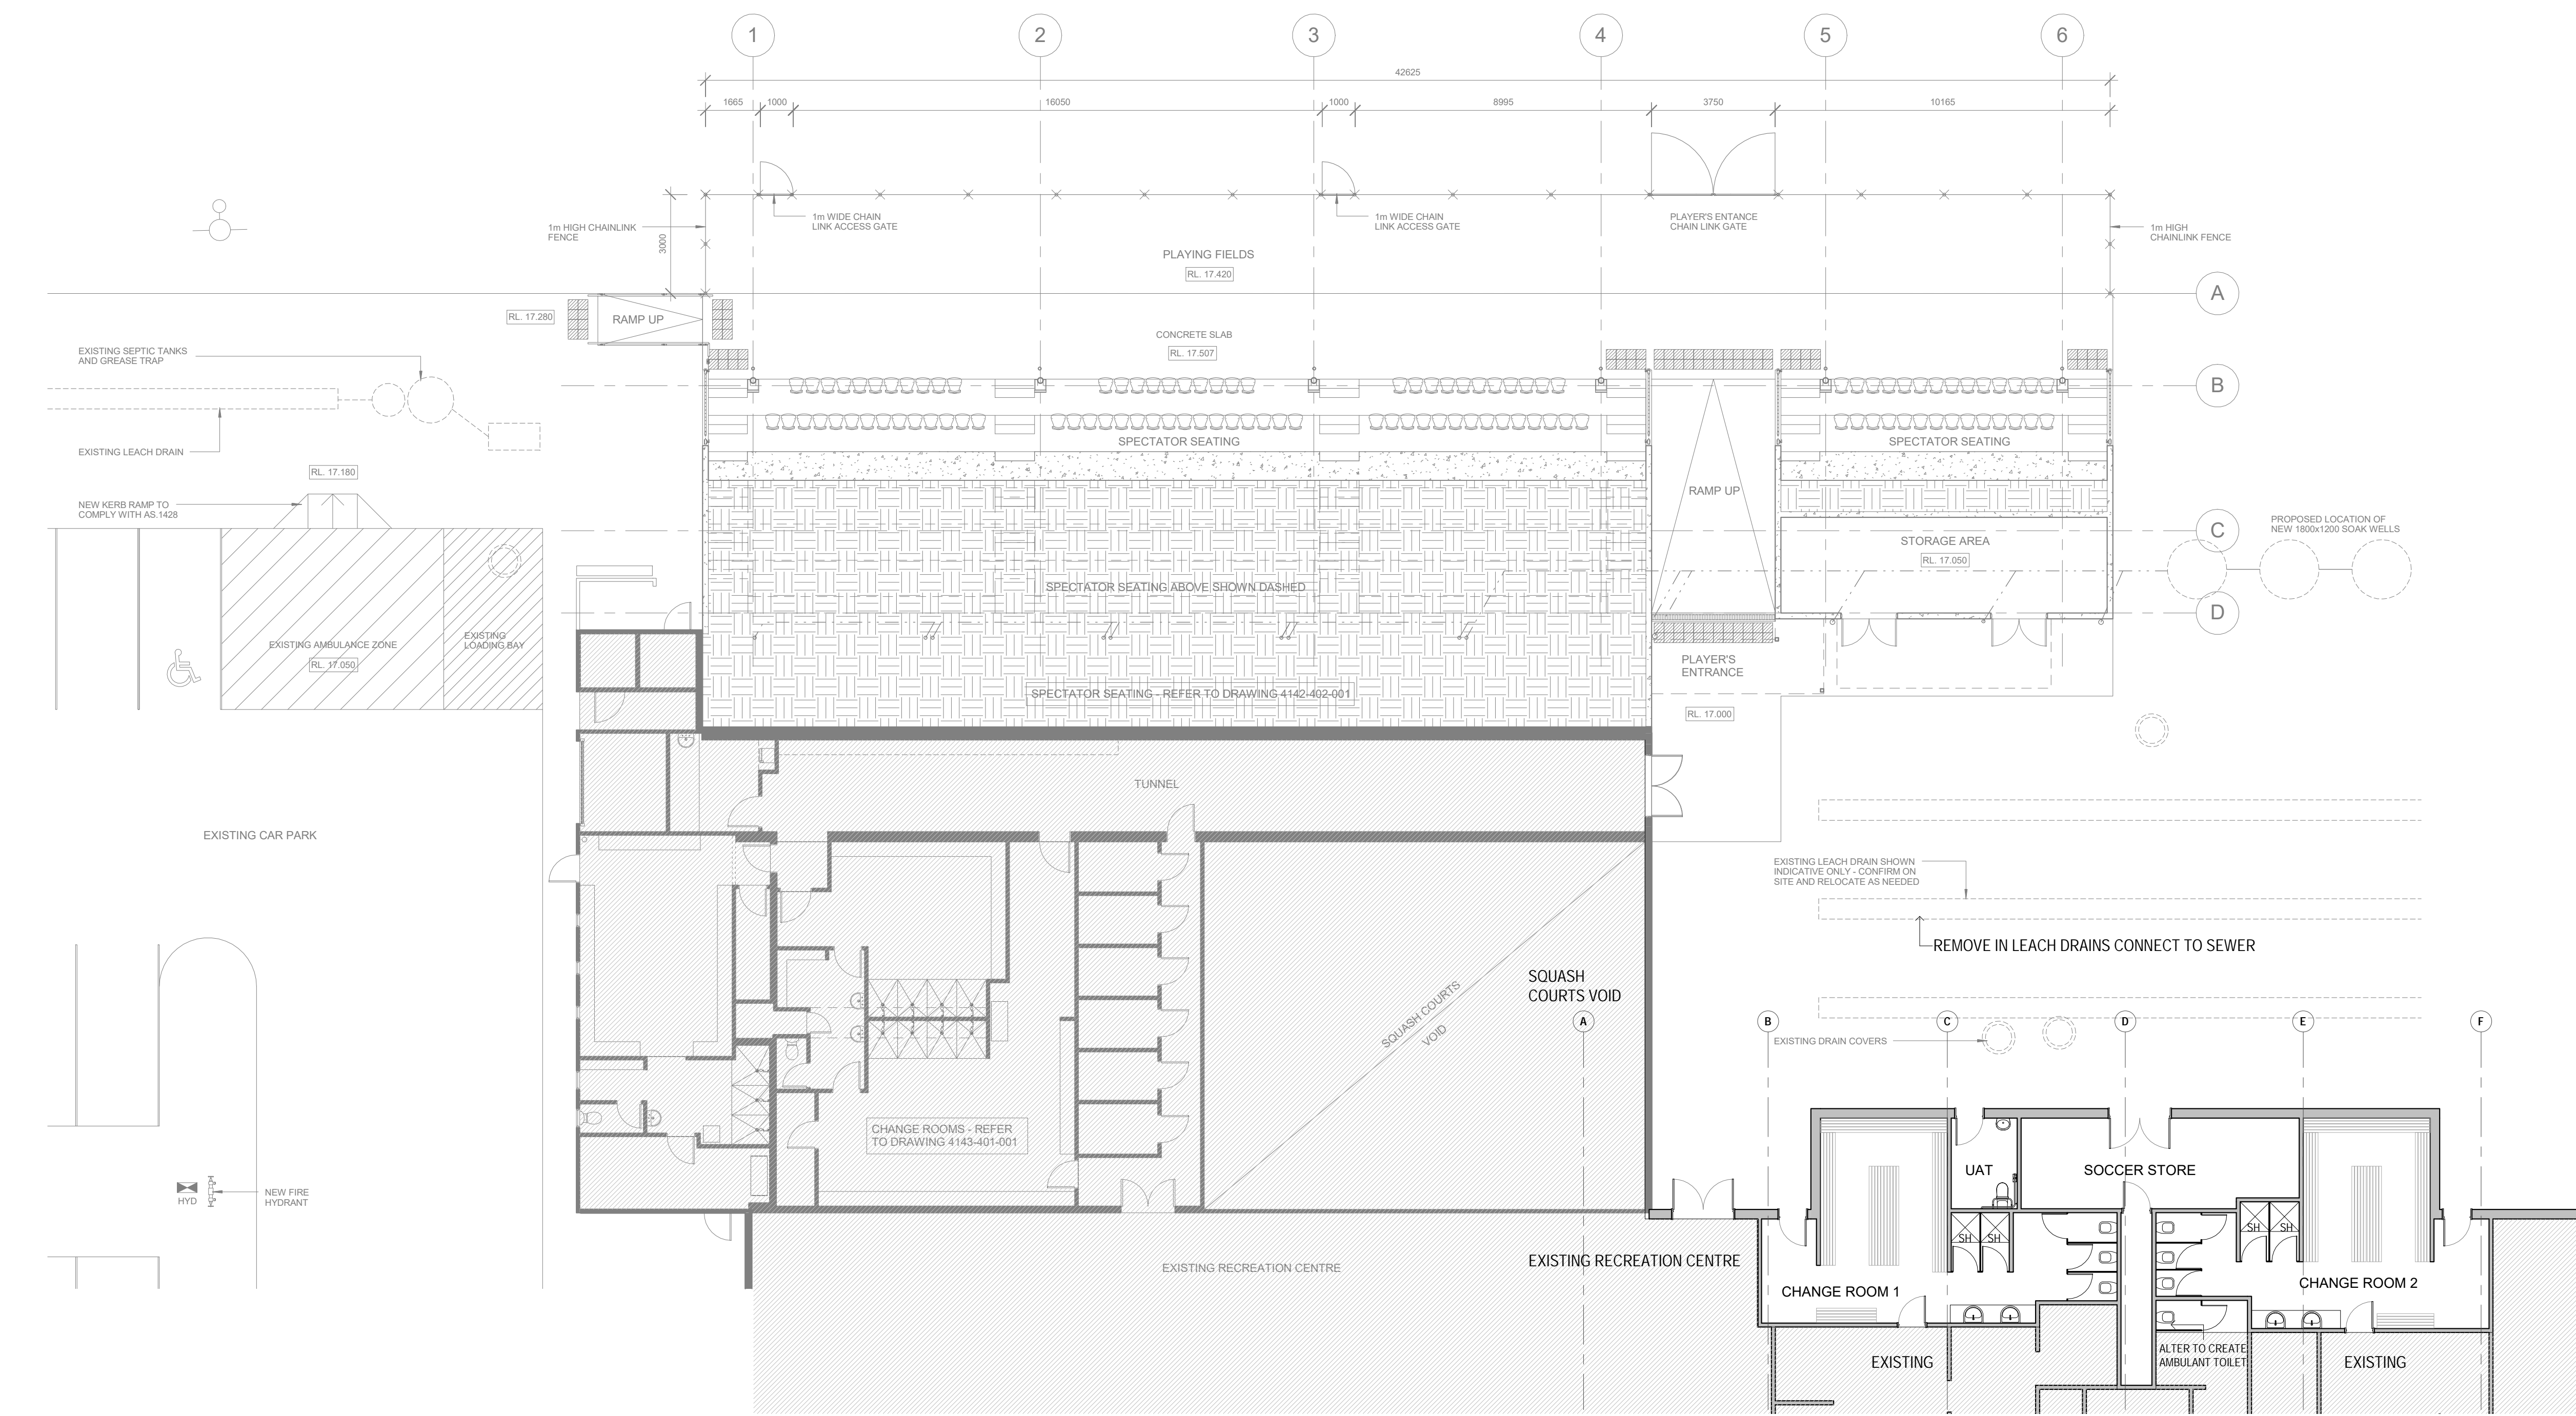 1
2
3
4
5
6
42625
1665
1000
16050
1000
8995
3750
10165
1m HIGH CHAINLINK
FENCE
3000
1m WIDE CHAIN
LINK ACCESS GATE
1m WIDE CHAIN
LINK ACCESS GATE
PLAYER'S ENTANCE
CHAIN LINK GATE
1m HIGH
CHAINLINK FENCE
PLAYING FIELDS
RL. 17.420
A
RL. 17.280
RAMP UP
CONCRETE SLAB
RL. 17.507
EXISTING SEPTIC TANKS
AND GREASE TRAP
B
EXISTING LEACH DRAIN
SPECTATOR SEATING
SPECTATOR SEATING
RL. 17.180
NEW KERB RAMP TO
COMPLY WITH AS.1428
RAMP UP
C
PROPOSED LOCATION OF
NEW 1800x1200 SOAK WELLS
STORAGE AREA
RL. 17.050
SPECTATOR SEATING ABOVE SHOWN DASHED
D
EXISTING AMBULANCE ZONE
RL. 17.050
EXISTING
LOADING BAY
PLAYER'S
ENTRANCE
SPECTATOR SEATING - REFER TO DRAWING 4142-402-001
RL. 17.000
TUNNEL
EXISTING CAR PARK
EXISTING LEACH DRAIN SHOWN
INDICATIVE ONLY - CONFIRM ON
SITE AND RELOCATE AS NEEDED
REMOVE IN LEACH DRAINS CONNECT TO SEWER
SQUASH
COURTS VOID
SQUASH COURTS
VOID
A
B
C
D
E
F
EXISTING DRAIN COVERS
CHANGE ROOMS - REFER
TO DRAWING 4143-401-001
UAT
SOCCER STORE
HYD
NEW FIRE
HYDRANT
SH
SH
SH
SH
EXISTING RECREATION CENTRE
EXISTING RECREATION CENTRE
CHANGE ROOM 1
CHANGE ROOM 2
EXISTING
ALTER TO CREATE
AMBULANT TOILET
EXISTING